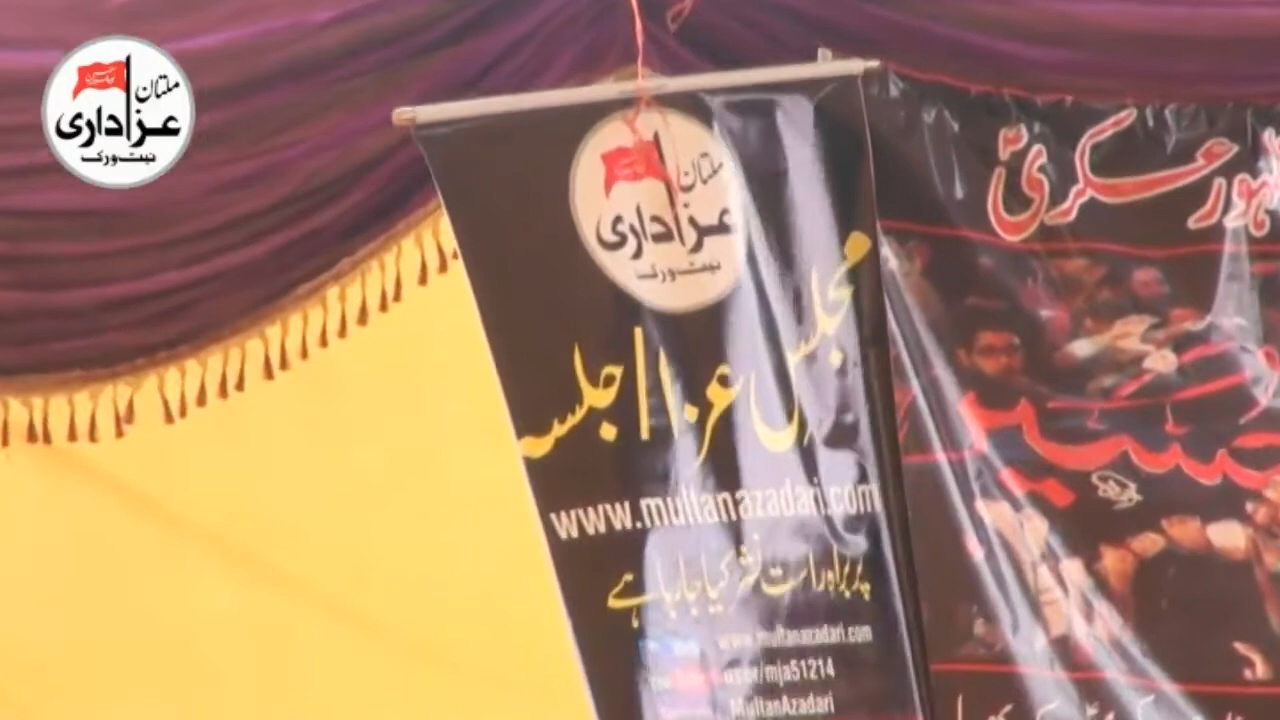 ملتان
عزاداری
نیٹ ورک
ملتان
عزاداری
نیٹ ورک
مجلس عزا | جلسہ
www.multanazadari.com
پر براہ راست نشر کیا جا رہا ہے
www.multanazadari.com
user/mja51214
MultanAzadari
عسکریؑ
حسین